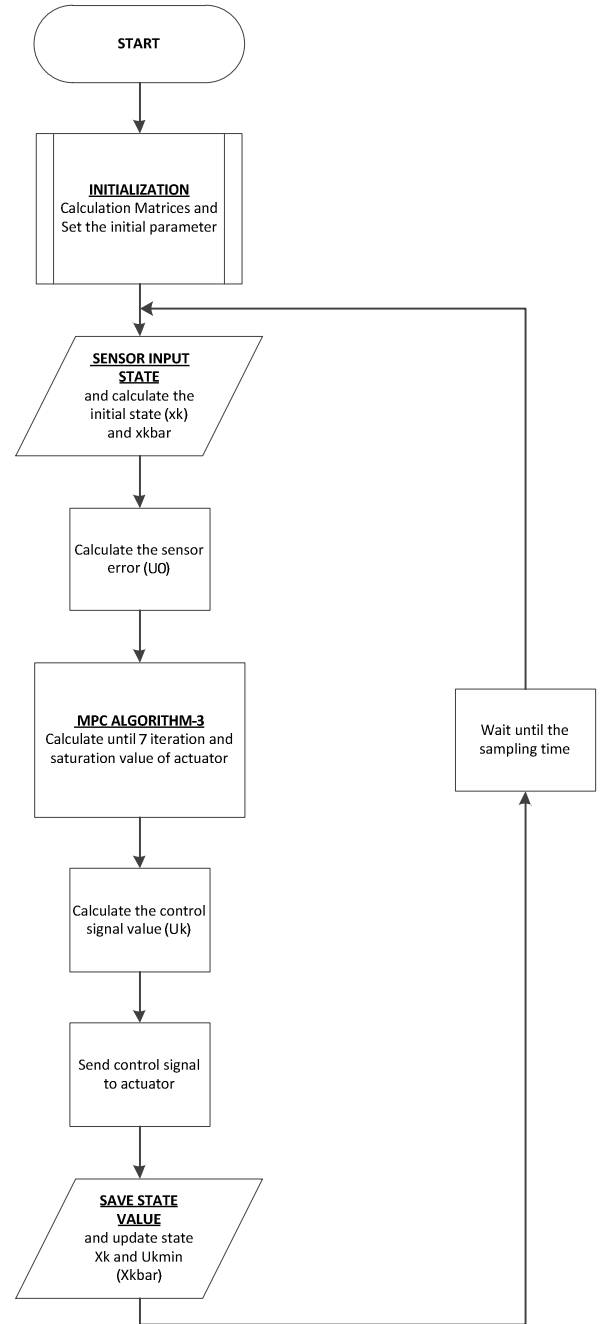 START
INITIALIZATION
Calculation Matrices and
Set the initial parameter
SENSOR INPUT
STATE
and calculate the
initial state (xk)
and xkbar
Calculate the sensor
error (U0)
MPC ALGORITHM-3
Calculate until 7 iteration and
saturation value of actuator
Wait until the
sampling time
Calculate the control
signal value (Uk)
Send control signal
to actuator
SAVE STATE
VALUE
and update state
Xk and Ukmin
(Xkbar)